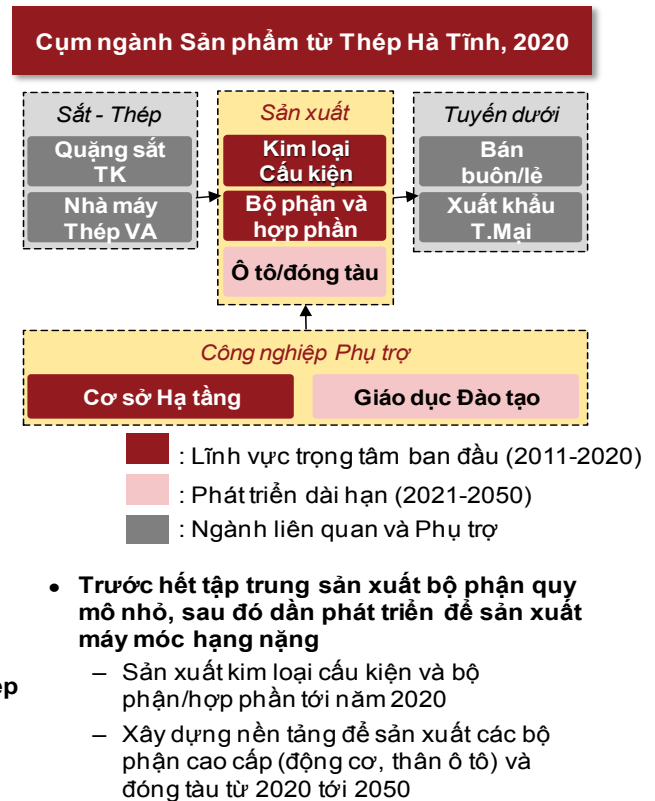 Cụm ngành Sản phẩm từ Thép Hà Tĩnh, 2020
Sắt - Thép
Quặng sắt
TK
Nhà máy
Thép VA
Sản xuất
Kim loại
Cấu kiện
Bộ phận và
hợp phần
Ô tô/đóng tàu
Tuyến dưới
Bán
buôn/lẻ
Xuất khẩu
T.Mại
Công nghiệp Phụ trợ
Cơ sở Hạ tầng
Giáo dục Đào tạo
: Lĩnh vực trọng tâm ban đầu (2011-2020)
: Phát triển dài hạn (2021-2050)
: Ngành liên quan và Phụ trợ
• Trước hết tập trung sản xuất bộ phận quy
mô nhỏ, sau đó dần phát triển để sản xuất
máy móc hạng nặng
– Sản xuất kim loại cấu kiện và bộ
phận/hợp phần tới năm 2020
– Xây dựng nền tảng để sản xuất các bộ
phận cao cấp (động cơ, thân ô tô) và
đóng tàu từ 2020 tới 2050